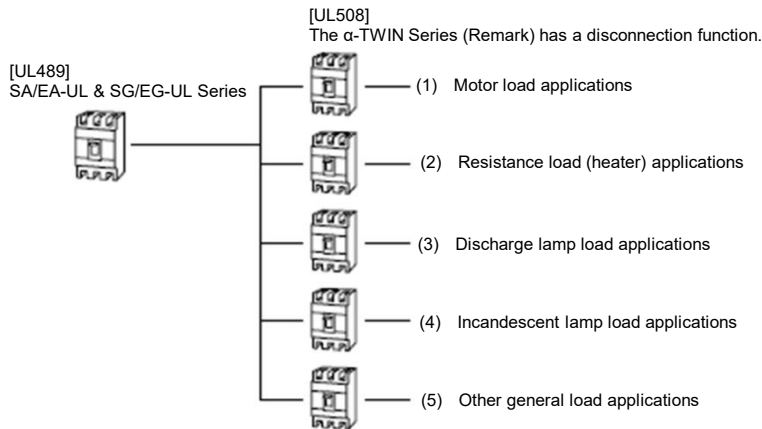 [UL508]
The α-TWIN Series (Remark) has a disconnection function.
[UL489]
SA/EA-UL & SG/EG-UL Series
(1) Motor load applications
(2) Resistance load (heater) applications
(3) Discharge lamp load applications
(4) Incandescent lamp load applications
(5) Other general load applications